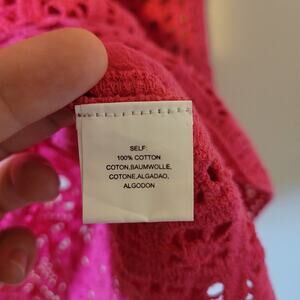 SELF:
100% COTTON
COTON,BAUMWOLLE,
COTONE,ALGADAO,
ALGODON